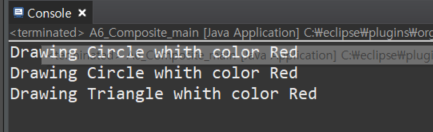 Console
<terminated> A6_Composite_main [Java Application] C:₩eclipse₩plugins₩org
Drawing Circle whith color Red
Drawing Circle whith color Red
Drawing Triangle whith color Red